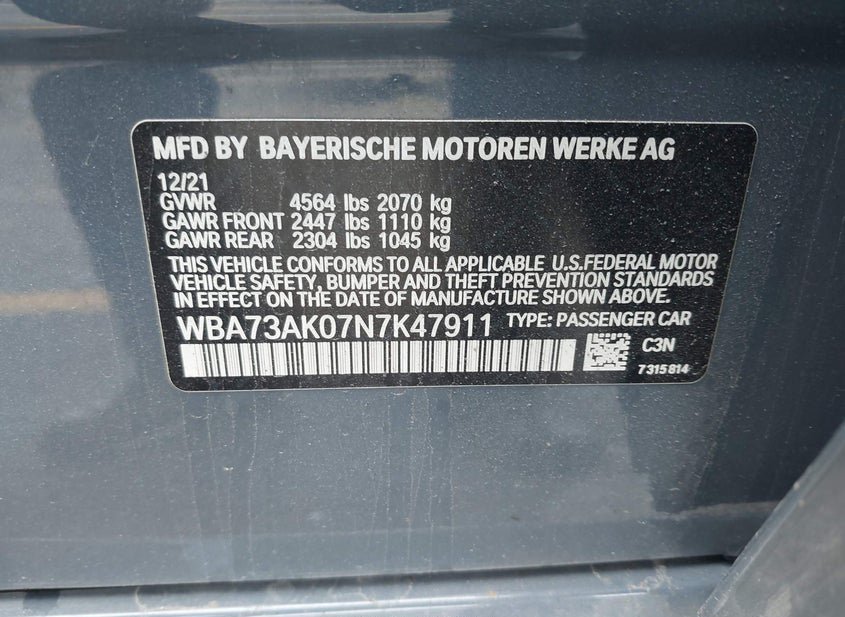 MFD BY BAYERISCHE MOTOREN WERKE AG
12/21
GVWR 4564 lbs 2070 kg
GAWR FRONT 2447 lbs 1110 kg
GAWR REAR 2304 lbs 1045 kg
THIS VEHICLE CONFORMS TO ALL APPLICABLE U.S.FEDERAL MOTOR
VEHICLE SAFETY, BUMPER AND THEFT PREVENTION STANDARDS
IN EFFECT ON THE DATE OF MANUFACTURE SHOWN ABOVE.
WBA73AK07N7K47911 TYPE: PASSENGER CAR
C3N
7315814